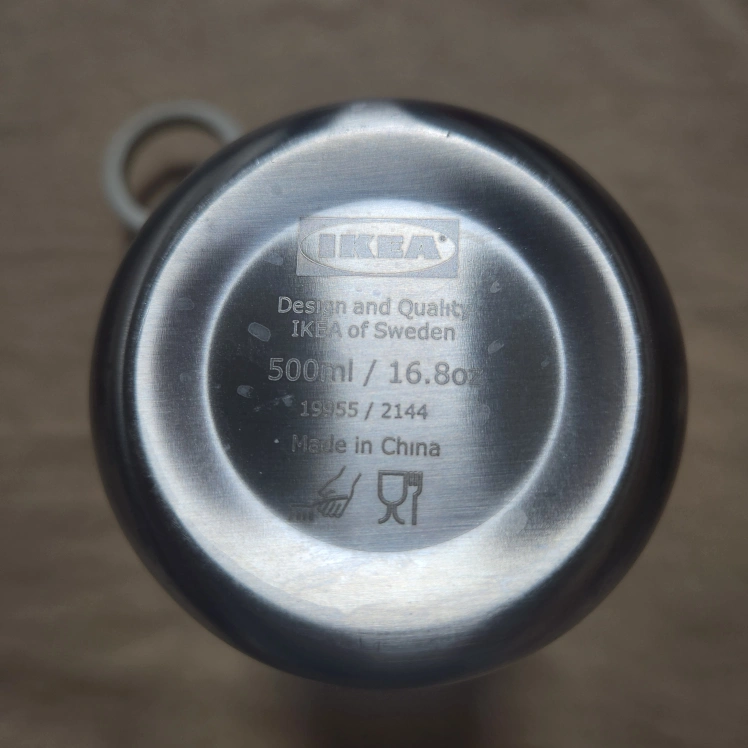 IKEA®
Design and Quality
IKEA of Sweden
500ml / 16.8oz
19955 / 2144
Made in China